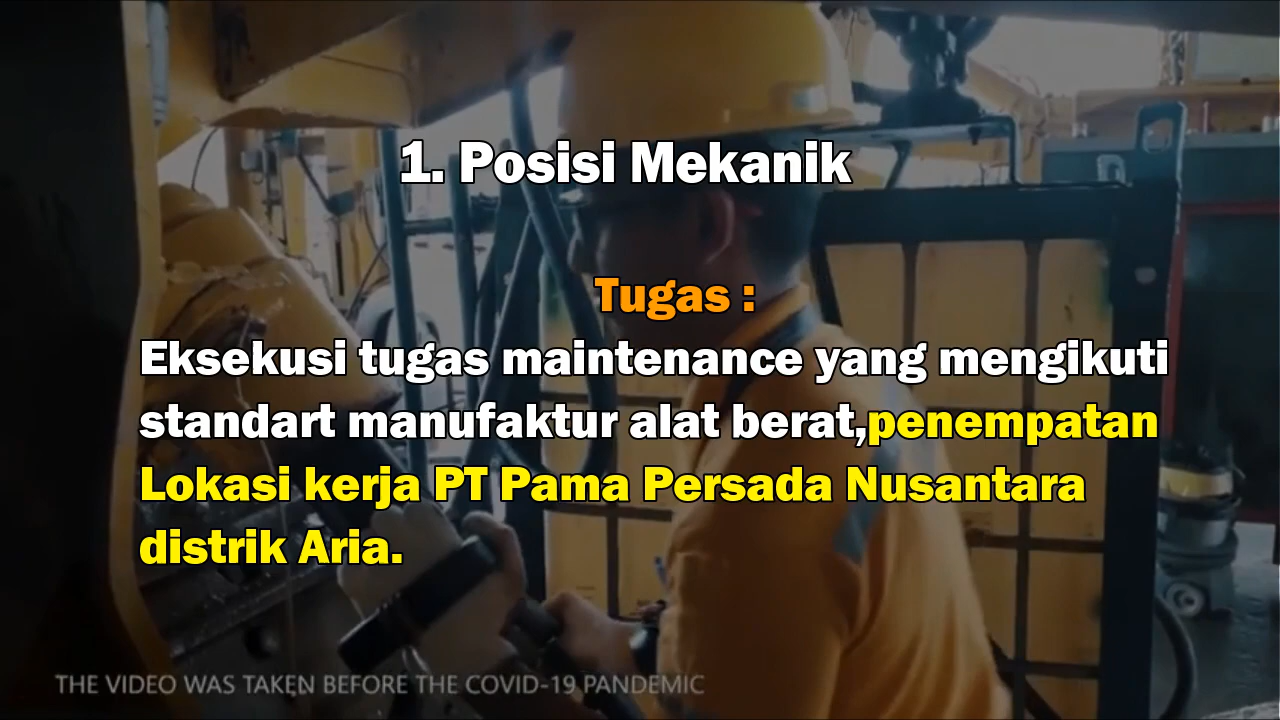 1. Posisi Mekanik
Tugas :
Eksekusi tugas maintenance yang mengikuti
standart manufaktur alat berat,penempatan
Lokasi kerja PT Pama Persada Nusantara
distrik Aria.
THE VIDEO WAS TAKEN BEFORE THE COVID-19 PANDEMIC